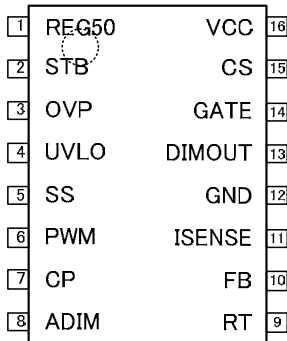 1 REG50 VCC 16
2 STB CS 15
3 OVP GATE 14
4 UVLO DIMOUT 13
5 SS GND 12
6 PWM ISENSE 11
7 CP FB 10
8 ADIM RT 9